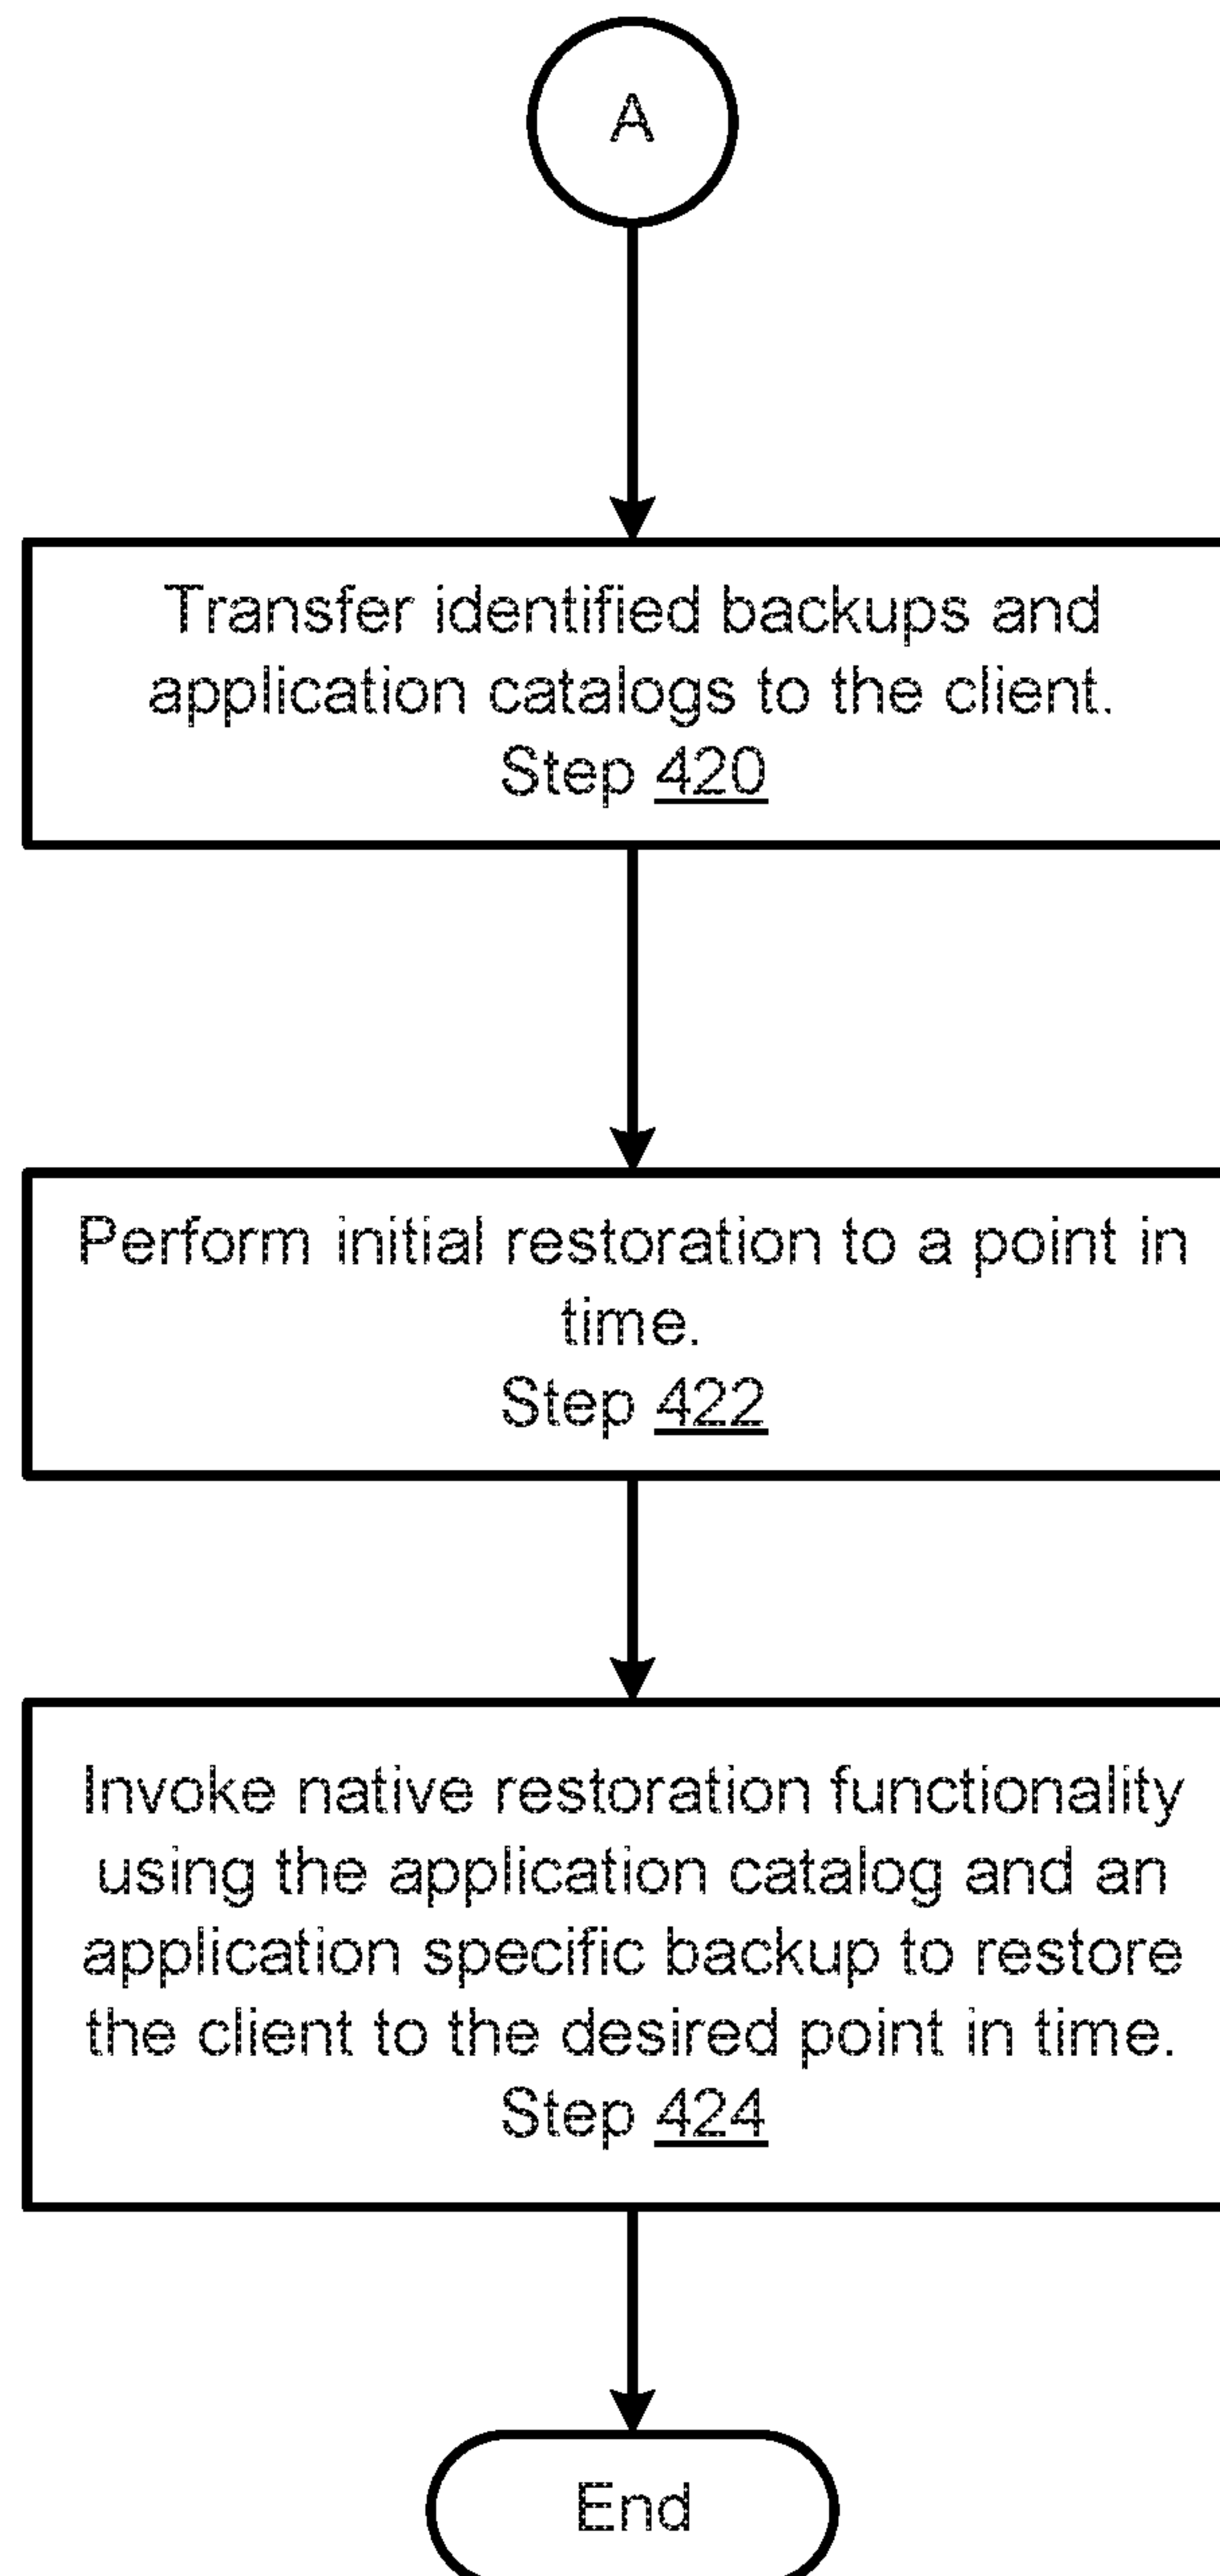 A
Transfer identified backups and
application catalogs to the client.
Step 420
Perform initial restoration to a point in
time.
Step 422
Invoke native restoration functionality
using the application catalog and an
application specific backup to restore
the client to the desired point in time.
Step 424
End